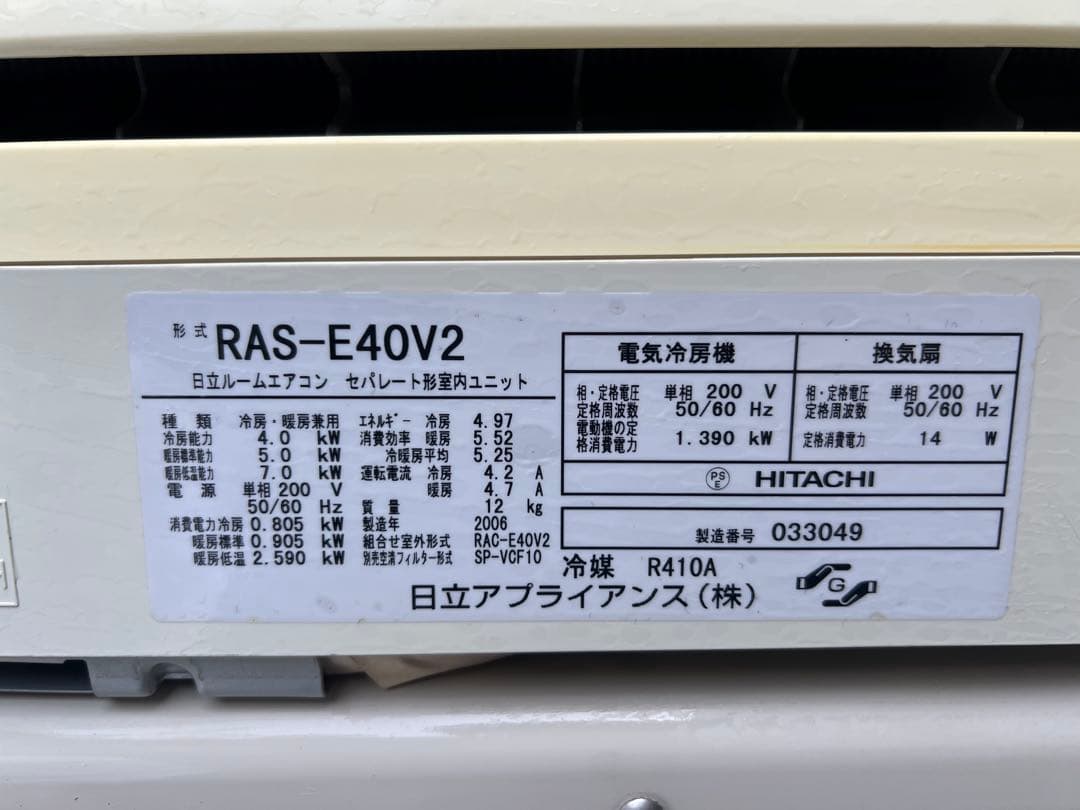 形式 RAS-E40V2
日立ルームエアコン セパレート形室内ユニット
種類 冷房・暖房兼用
冷房能力 4.0 kW
暖房標準能力 5.0 kW
暖房低温能力 7.0 kW
電源 単相 200 V
50/60 Hz
消費電力冷房 0.805 kW
暖房標準 0.905 kW
暖房低温 2.590 kW
エネルギー 冷房 4.97
消費効率 暖房 5.52
冷暖房平均 5.25
運転電流 冷房 4.2 A
暖房 4.7 A
質量 12 kg
製造年 2006
組合せ室外形式 RAC-E40V2
別売空清フィルター形式 SP-VCF10
電気冷房機
相・定格電圧 単相 200 V
定格周波数 50/60 Hz
電動機の定
格消費電力 1.390 kW
換気扇
相・定格電圧 単相 200 V
定格周波数 50/60 Hz
定格消費電力 14 W
PS
E HITACHI
製造番号 033049
冷媒 R410A
G
日立アプライアンス(株)